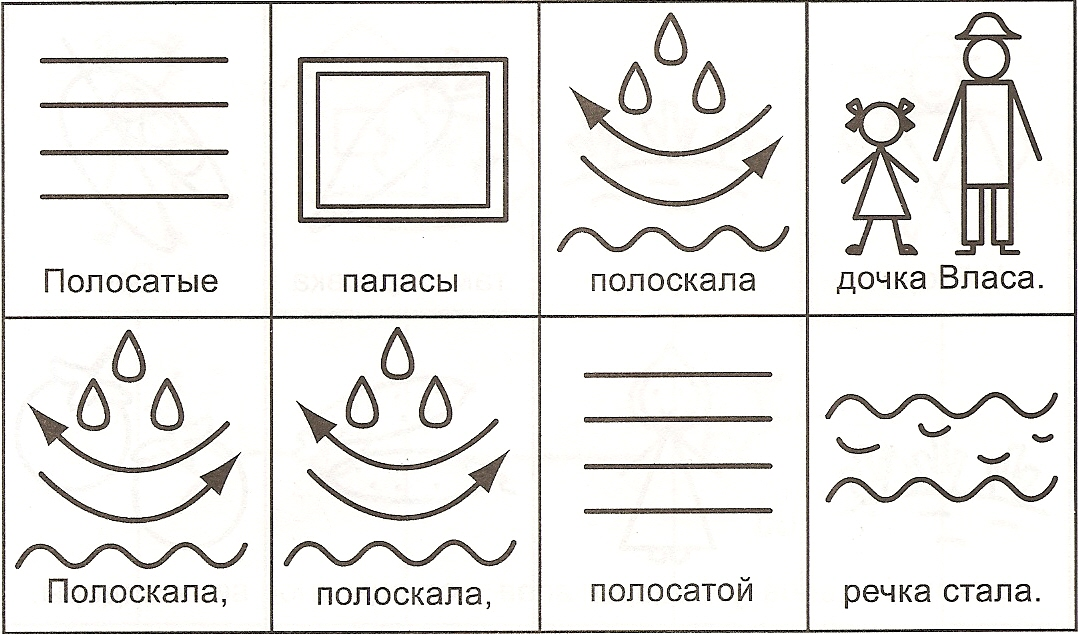 Полосатые
паласы
полоскала
дочка Власа.
Полоскала,
полоскала,
полосатой
речка стала.